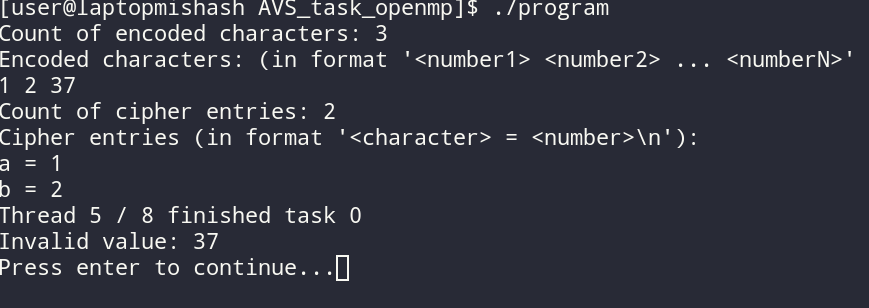 [user@laptopmishash AVS_task_openmp]$ ./program
Count of encoded characters: 3
Encoded characters: (in format '<number1> <number2> ... <numberN>'
1 2 37
Count of cipher entries: 2
Cipher entries (in format '<character> = <number>\n'):
a = 1
b = 2
Thread 5 / 8 finished task 0
Invalid value: 37
Press enter to continue...